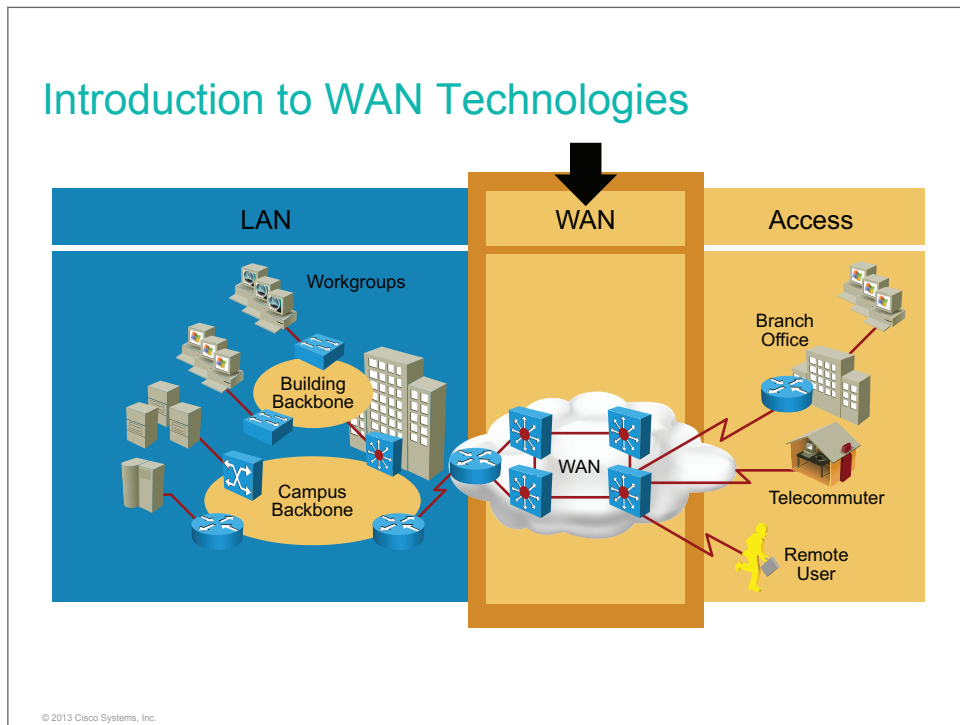 Introduction to WAN Technologies
LAN
WAN
Access
Workgroups
Building
Backbone
Campus
Backbone
WAN
Branch
Office
Telecommuter
Remote
User
© 2013 Cisco Systems, Inc.